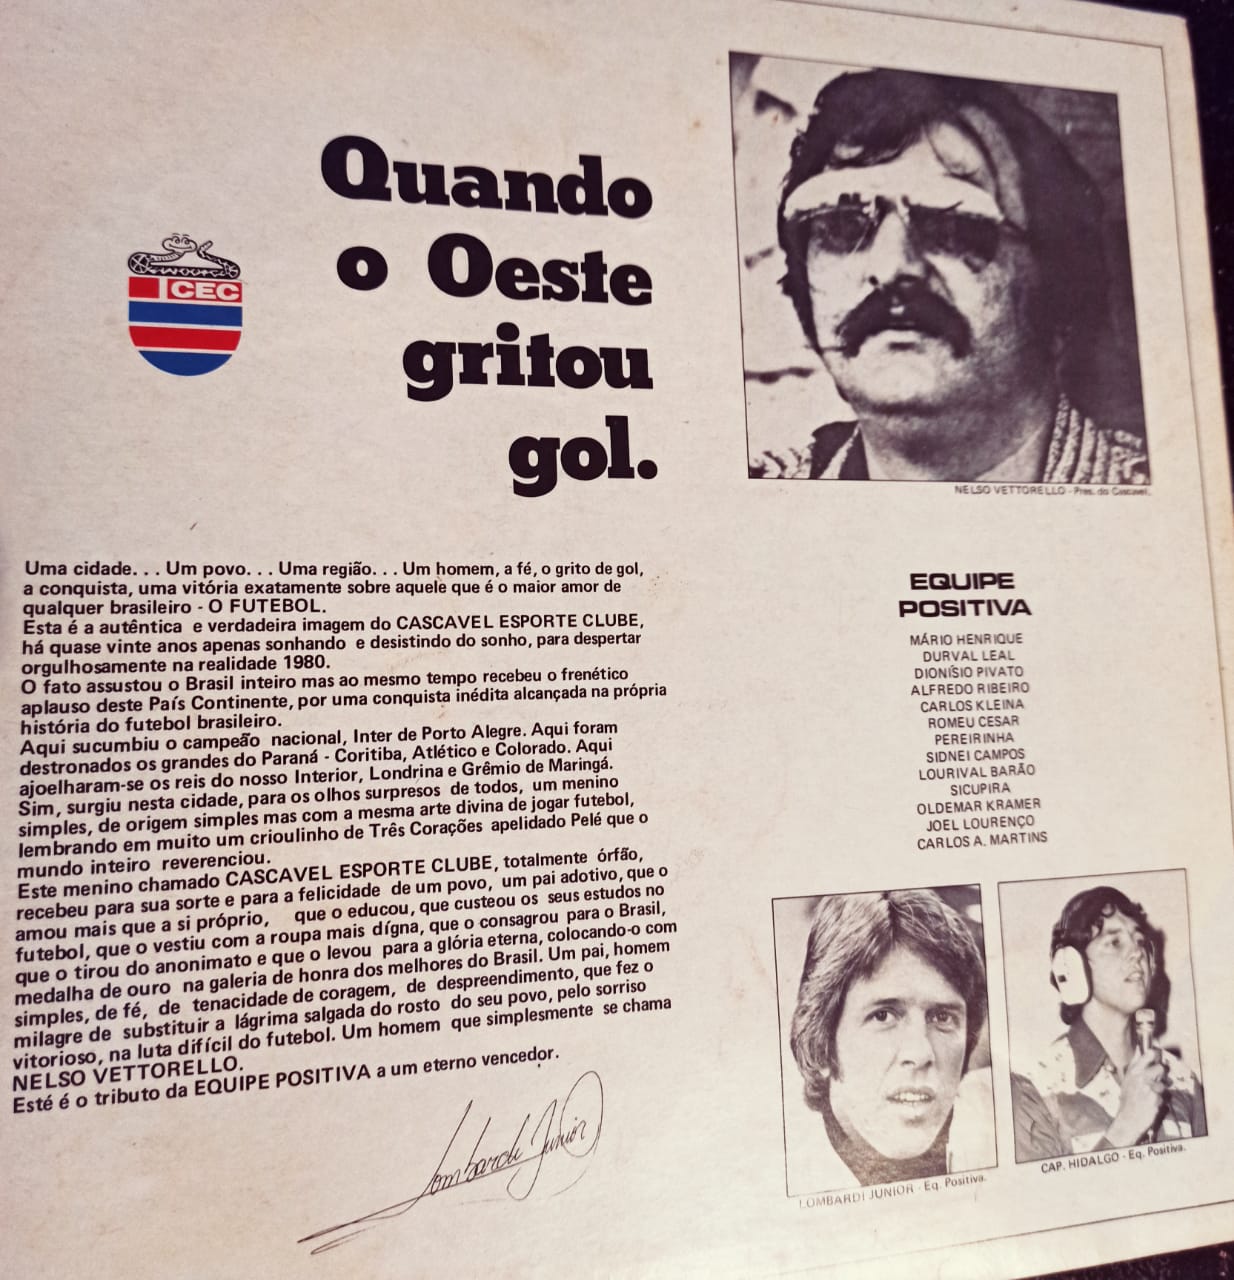 Quando
o Oeste
gritou
gol.
CEC
NELSO VETTORELLO - Pres. do Cascavel.
Uma cidade. . . Um povo. . . Uma região. . . Um homem, a fé, o grito de gol,
a conquista, uma vitória exatamente sobre aquele que é o maior amor de
qualquer brasileiro - O FUTEBOL.
Esta é a autêntica e verdadeira imagem do CASCAVEL ESPORTE CLUBE,
há quase vinte anos apenas sonhando e desistindo do sonho, para despertar
orgulhosamente na realidade 1980.
O fato assustou o Brasil inteiro mas ao mesmo tempo recebeu o frenético
aplauso deste País Continente, por uma conquista inédita alcançada na própria
história do futebol brasileiro.
Aqui sucumbiu o campeão nacional, Inter de Porto Alegre. Aqui foram
destronados os grandes do Paraná - Coritiba, Atlético e Colorado. Aqui
ajoelharam-se os reis do nosso Interior, Londrina e Grêmio de Maringá.
Sim, surgiu nesta cidade, para os olhos surpresos de todos, um menino
simples, de origem simples mas com a mesma arte divina de jogar futebol,
lembrando em muito um crioulinho de Três Corações apelidado Pelé que o
mundo inteiro reverenciou.
Este menino chamado CASCAVEL ESPORTE CLUBE, totalmente órfão,
recebeu para sua sorte e para a felicidade de um povo, um pai adotivo, que o
amou mais que a si próprio, que o educou, que custeou os seus estudos no
futebol, que o vestiu com a roupa mais dígna, que o consagrou para o Brasil,
que o tirou do anonimato e que o levou para a glória eterna, colocando-o com
medalha de ouro na galeria de honra dos melhores do Brasil. Um pai, homem
simples, de fé, de tenacidade de coragem, de despreendimento, que fez o
milagre de substituir a lágrima salgada do rosto do seu povo, pelo sorriso
vitorioso, na luta difícil do futebol. Um homem que simplesmente se chama
NELSO VETTORELLO.
Esté é o tributo da EQUIPE POSITIVA a um eterno vencedor.
Lombardi Junior
EQUIPE
POSITIVA
MÁRIO HENRIQUE
DURVAL LEAL
DIONÍSIO PIVATO
ALFREDO RIBEIRO
CARLOS KLEINA
ROMEU CESAR
PEREIRINHA
SIDNEI CAMPOS
LOURIVAL BARÃO
SICUPIRA
OLDEMAR KRAMER
JOEL LOURENÇO
CARLOS A. MARTINS
LOMBARDI JUNIOR - Eq. Positiva.
CAP. HIDALGO - Eq. Positiva.